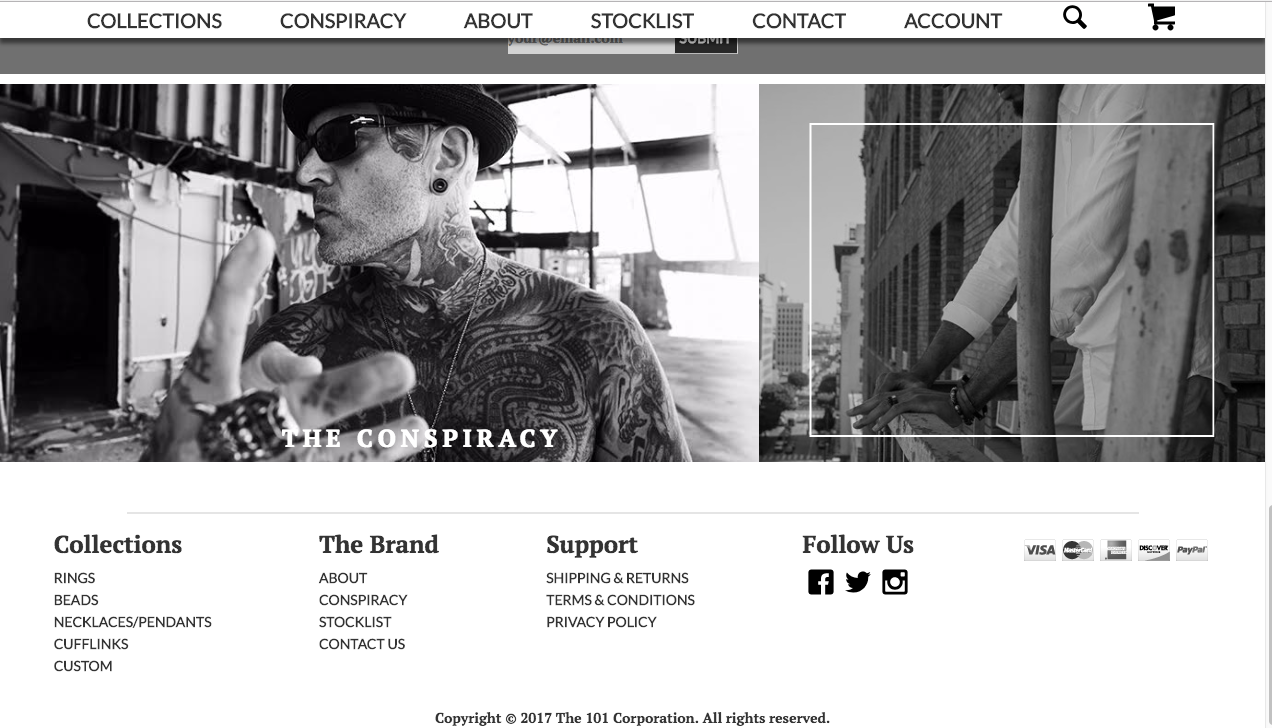 COLLECTIONS CONSPIRACY ABOUT STOCKLIST CONTACT ACCOUNT
your@email.com SUBMIT
THE CONSPIRACY
Collections The Brand Support Follow Us VISA MasterCard DISCOVER PayPal
RINGS ABOUT SHIPPING & RETURNS
BEADS CONSPIRACY TERMS & CONDITIONS
NECKLACES/PENDANTS STOCKLIST PRIVACY POLICY
CUFFLINKS CONTACT US
CUSTOM
Copyright © 2017 The 101 Corporation. All rights reserved.